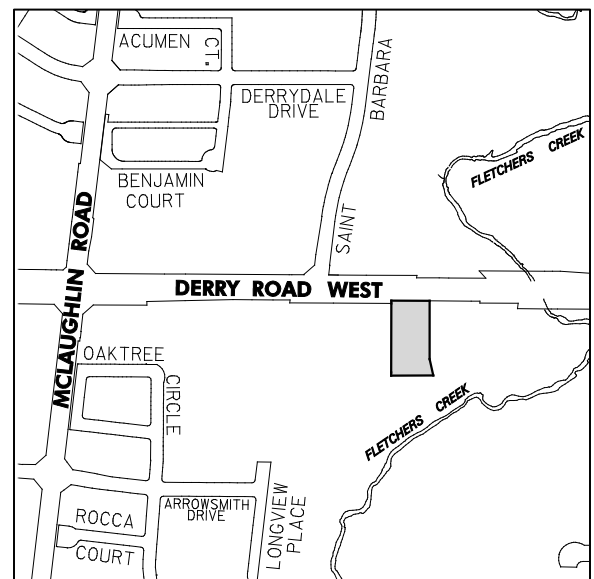 ACUMEN
CT.
BARBARA
DERRYDALE
DRIVE
FLETCHERS CREEK
BENJAMIN
COURT
SAINT
MCLAUGHLIN ROAD
DERRY ROAD WEST
OAKTREE
CIRCLE
FLETCHERS CREEK
ARROWSMITH
DRIVE
LONGVIEW
PLACE
ROCCA
COURT